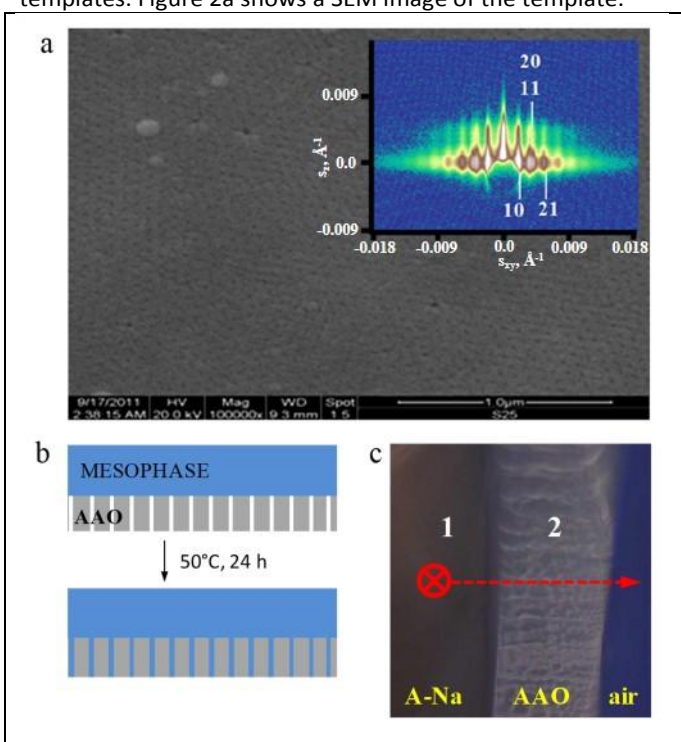 templates. Figure 2a shows a SEM image of the template.
a
20
11
0.009
0.0
-0.009
s_z, Å⁻¹
10 21
-0.018 -0.009 0.0 0.009 0.018
s_xy, Å⁻¹
9/17/2011 HV Mag WD Spot 1.0µm
2:38:15 AM 20.0 kV 100000x 9.3 mm 1.5 S25
b
MESOPHASE
AAO
50°C, 24 h
c
1 2
A-Na AAO air